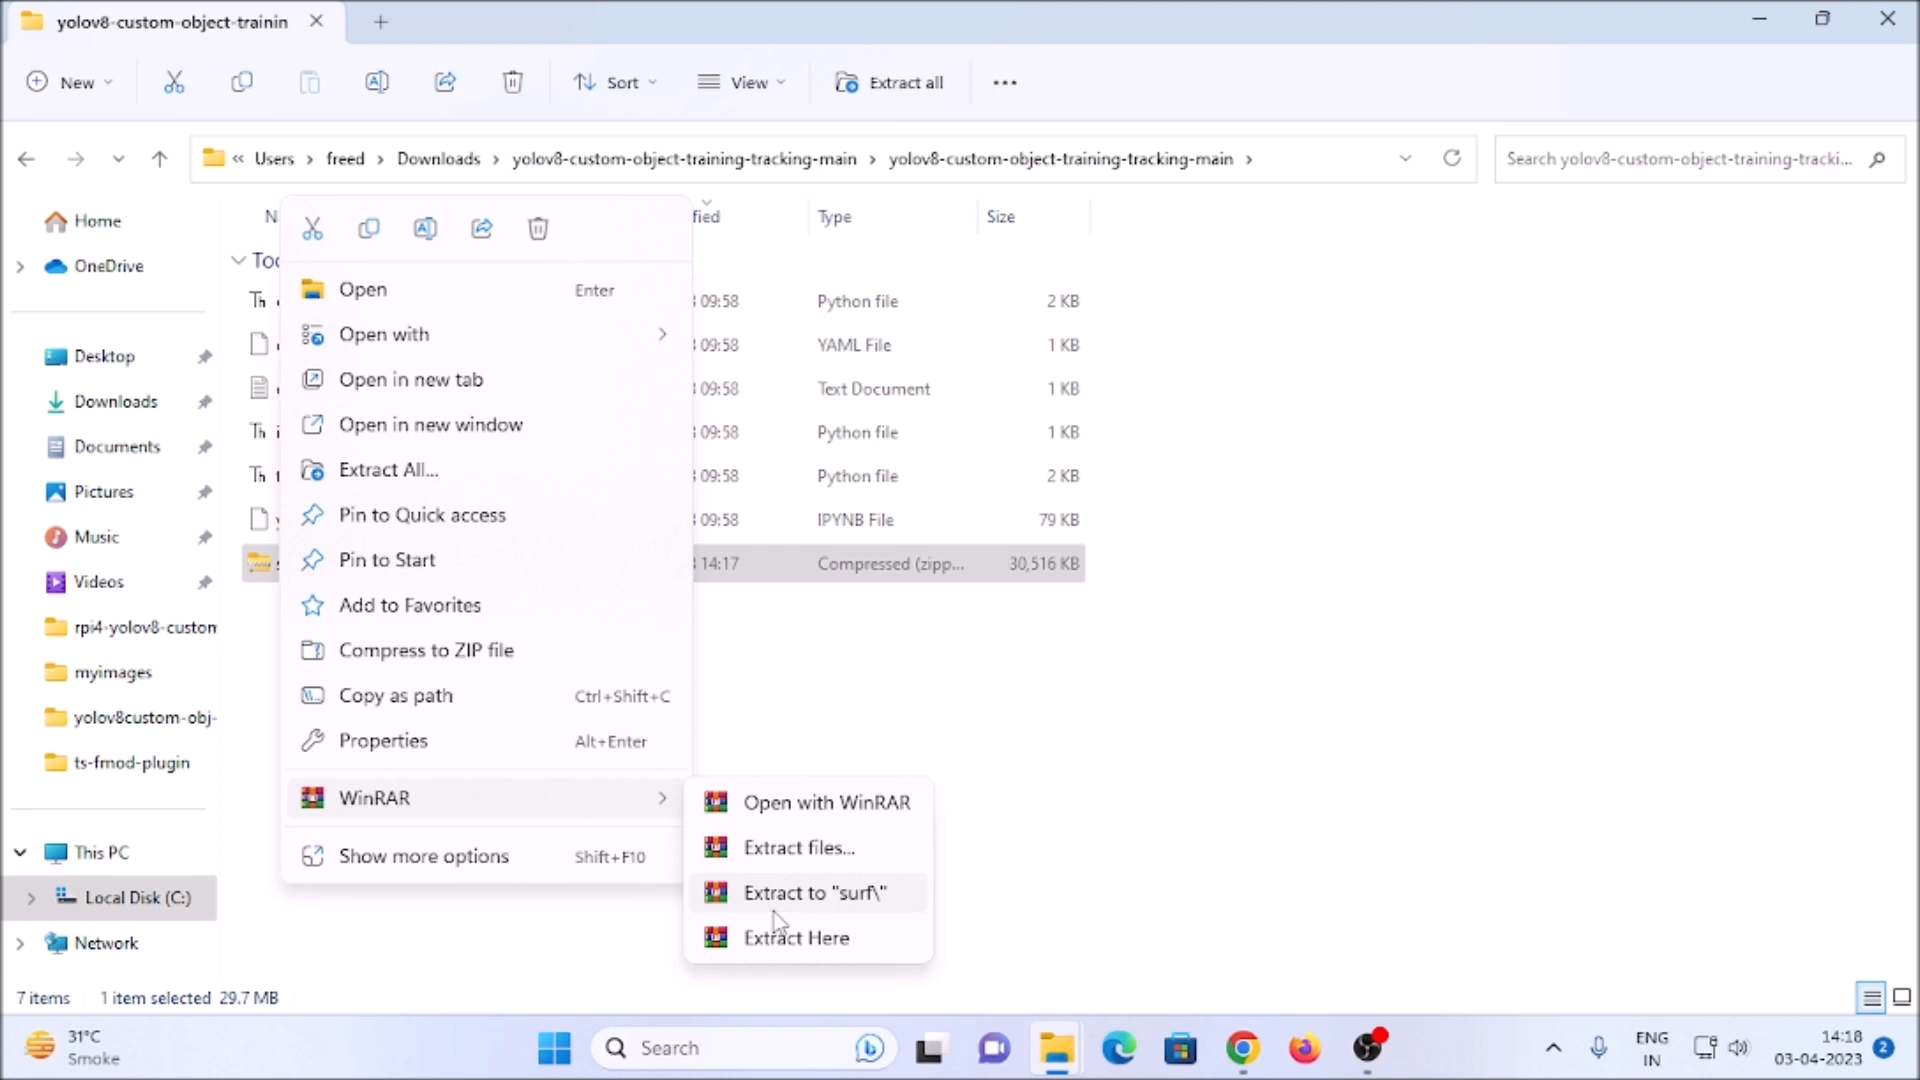 yolov8-custom-object-trainin
New
Sort
View
Extract all
« Users > freed > Downloads > yolov8-custom-object-training-tracking-main > yolov8-custom-object-training-tracking-main >
Search yolov8-custom-object-training-tracki...
Home
OneDrive
Desktop
Downloads
Documents
Pictures
Music
Videos
rpi4-yolov8-custom
myimages
yolov8custom-obj-
ts-fmod-plugin
This PC
Local Disk (C:)
Network
Type
Size
09:58 Python file 2 KB
09:58 YAML File 1 KB
09:58 Text Document 1 KB
09:58 Python file 1 KB
09:58 Python file 2 KB
09:58 IPYNB File 79 KB
14:17 Compressed (zipp... 30,516 KB
Open Enter
Open with
Open in new tab
Open in new window
Extract All...
Pin to Quick access
Pin to Start
Add to Favorites
Compress to ZIP file
Copy as path Ctrl+Shift+C
Properties Alt+Enter
WinRAR
Show more options Shift+F10
Open with WinRAR
Extract files...
Extract to "surf\"
Extract Here
7 items 1 item selected 29.7 MB
31°C
Smoke
Search
ENG
IN
14:18
03-04-2023
2